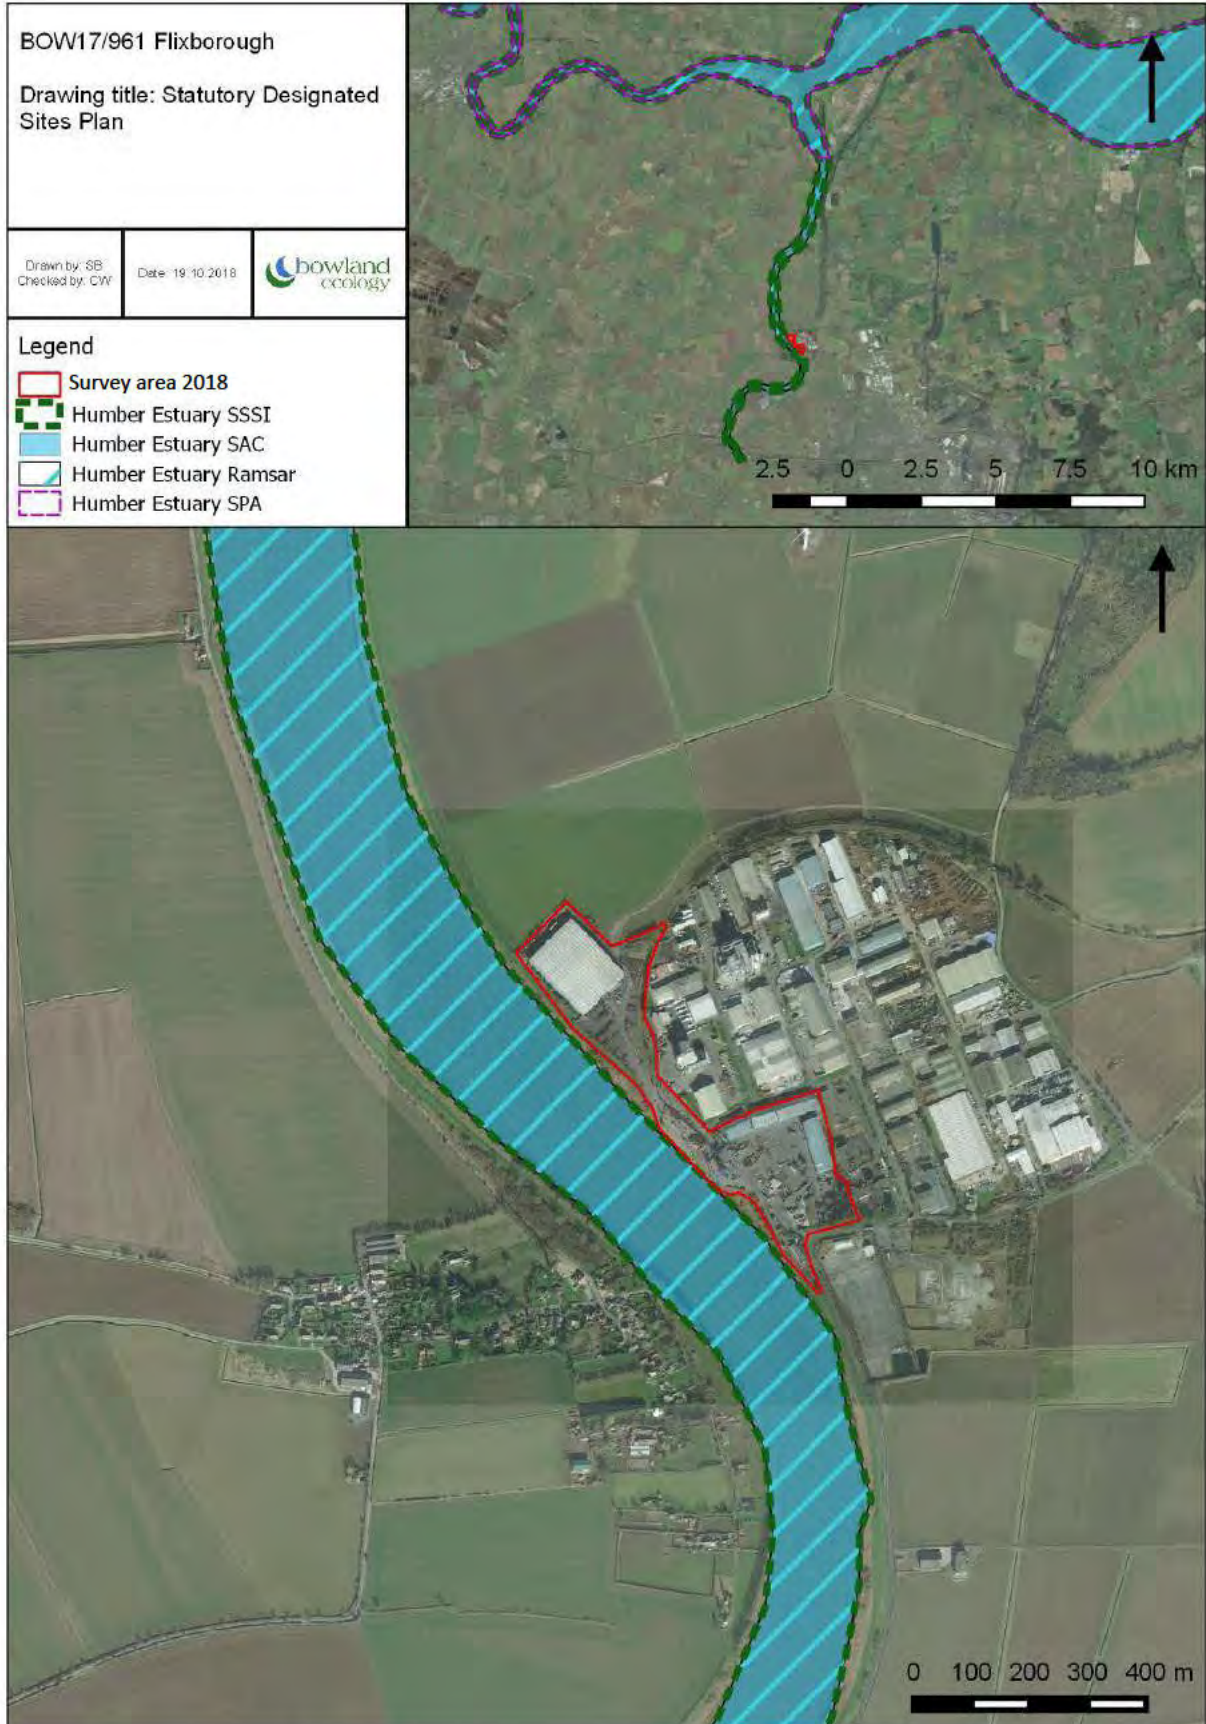 BOW17/961 Flixborough
Drawing title: Statutory Designated
Sites Plan
Drawn by: SB
Checked by: CW
Date: 19.10.2018
bowland
ecology
Legend
Survey area 2018
Humber Estuary SSSI
Humber Estuary SAC
Humber Estuary Ramsar
Humber Estuary SPA
2.5 0 2.5 5 7.5 10 km
0 100 200 300 400 m